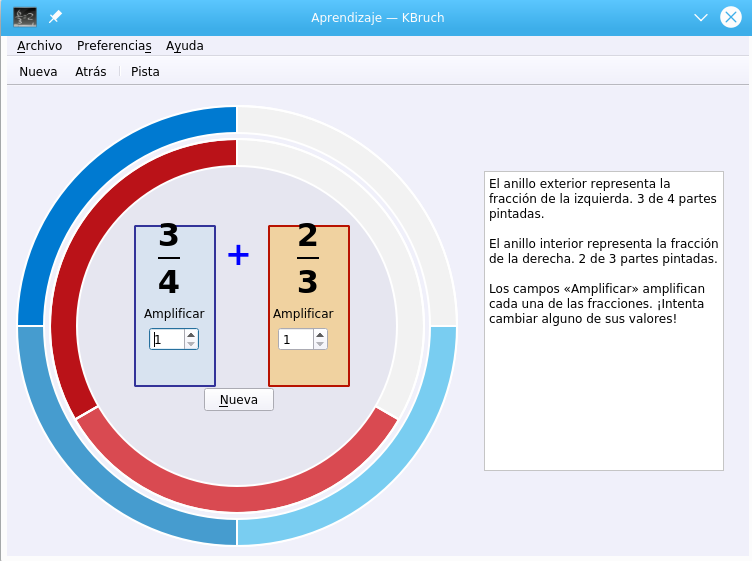 Aprendizaje — KBruch
Archivo Preferencias Ayuda
Nueva Atrás Pista
3
4
Amplificar
1
+
2
3
Amplificar
1
Nueva
El anillo exterior representa la
fracción de la izquierda. 3 de 4 partes
pintadas.
El anillo interior representa la fracción
de la derecha. 2 de 3 partes pintadas.
Los campos «Amplificar» amplifican
cada una de las fracciones. ¡Intenta
cambiar alguno de sus valores!